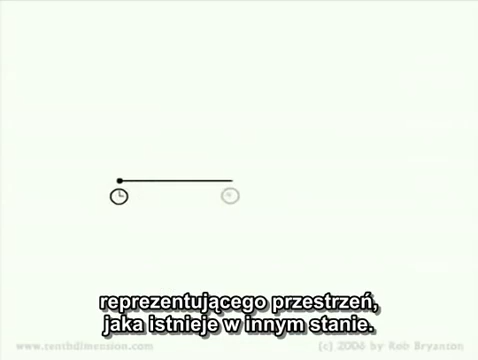 reprezentującego przestrzeń,
jaka istnieje w innym stanie.
www.tenthdimension.com
(c) 2006 by Rob Bryanton